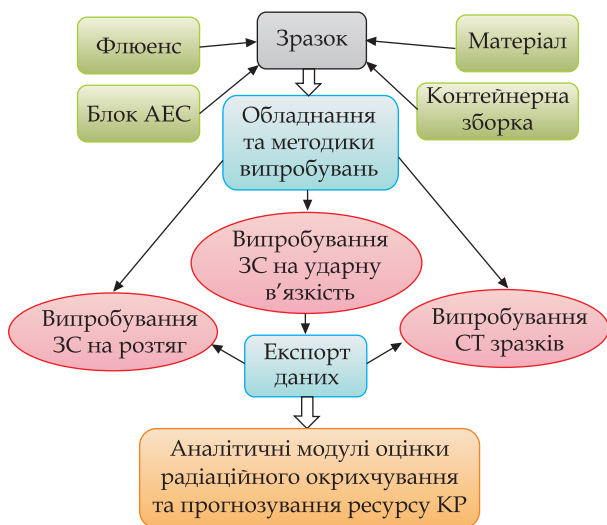 Флюенс
Зразок
Матеріал
Блок АЕС
Контейнерна
зборка
Обладнання
та методики
випробувань
Випробування
ЗС на ударну
в’язкість
Випробування
ЗС на розтяг
Випробування
СТ зразків
Експорт
даних
Аналітичні модулі оцінки
радіаційного окрихчування
та прогнозування ресурсу КР